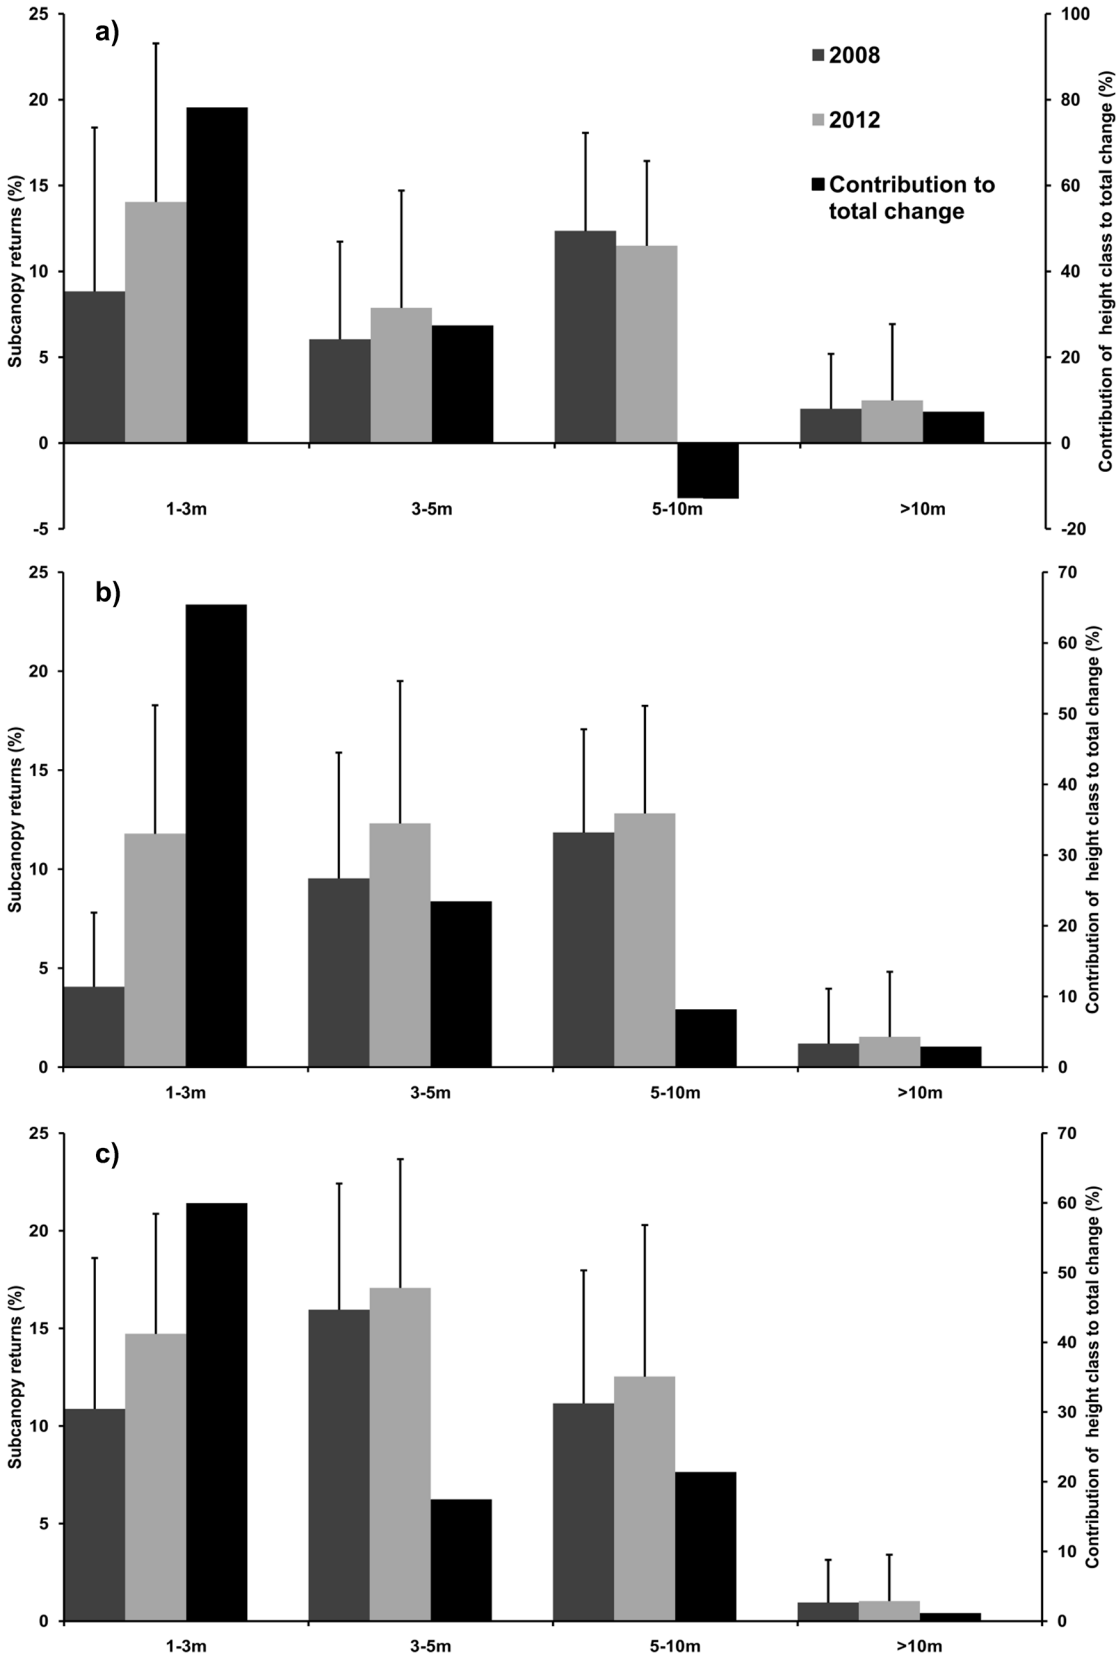 a)
2008
2012
Contribution to
total change
Subcanopy returns (%)
25
20
15
10
5
0
-5
Contribution of height class to total change (%)
100
80
60
40
20
0
-20
1-3m
3-5m
5-10m
>10m
b)
Subcanopy returns (%)
25
20
15
10
5
0
Contribution of height class to total change (%)
70
60
50
40
30
20
10
0
1-3m
3-5m
5-10m
>10m
c)
Subcanopy returns (%)
25
20
15
10
5
0
Contribution of height class to total change (%)
70
60
50
40
30
20
10
0
1-3m
3-5m
5-10m
>10m